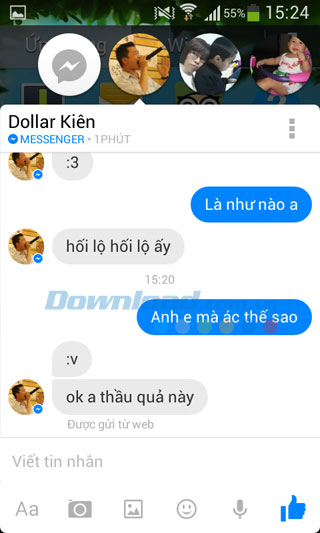 55% 15:24
Dollar Kiên
MESSENGER • 1PHÚT
:3
Là như nào a
hối lộ hối lộ ấy
15:20
Download
Anh e mà ác thế sao
:v
ok a thầu quả này
Được gửi từ web
Viết tin nhắn
Aa